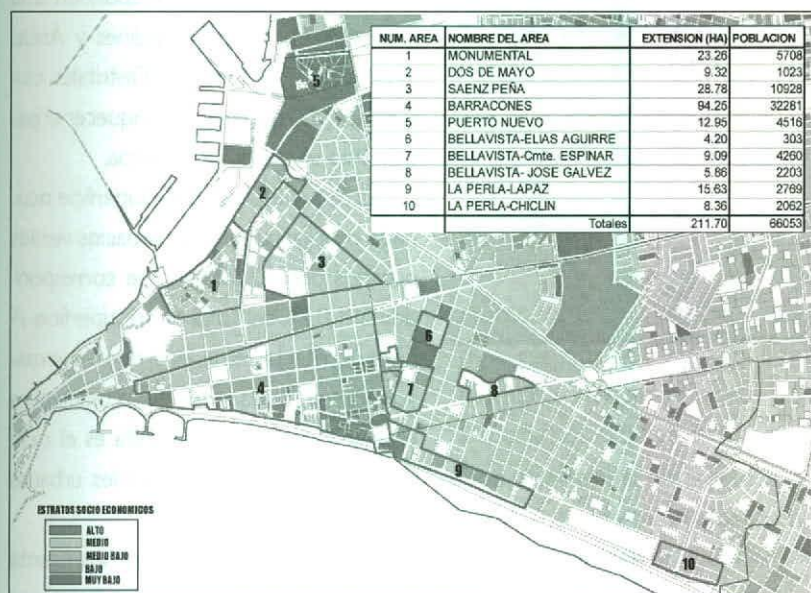 NUM. AREA NOMBRE DEL AREA EXTENSION (HA) POBLACION
1 MONUMENTAL 23.26 5708
2 DOS DE MAYO 9.32 1023
3 SAENZ PEÑA 28.78 10928
4 BARRACONES 94.25 32281
5 PUERTO NUEVO 12.95 4516
6 BELLAVISTA-ELIAS AGUIRRE 4.20 303
7 BELLAVISTA-Cmte. ESPINAR 9.09 4260
8 BELLAVISTA- JOSE GALVEZ 5.86 2203
9 LA PERLA-LAPAZ 15.63 2769
10 LA PERLA-CHICLIN 8.36 2062
Totales 211.70 66053
5
2
3
1
6
4
7
8
9
10
ESTRATOS SOCIO ECONOMICOS
ALTO
MEDIO
MEDIO BAJO
BAJO
MUY BAJO